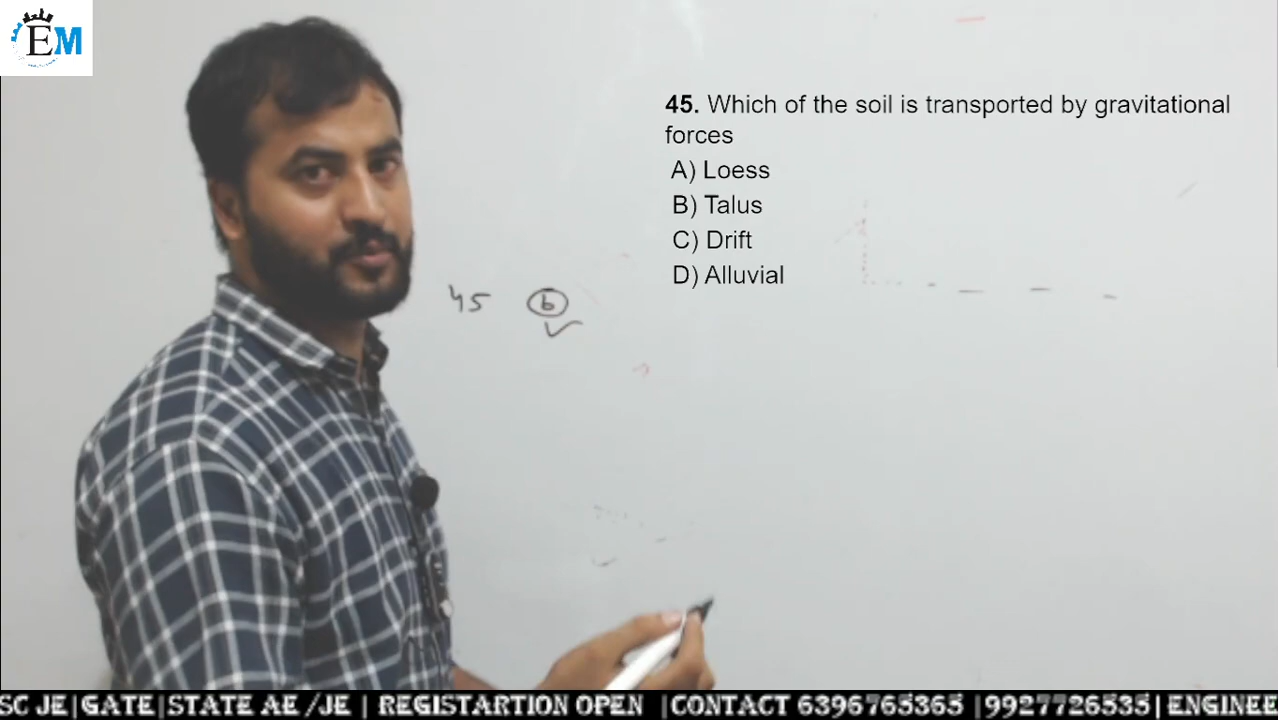 EM
45. Which of the soil is transported by gravitational
forces
A) Loess
B) Talus
C) Drift
D) Alluvial
45 b
SC JE|GATE|STATE AE /JE | REGISTARTION OPEN |CONTACT 6396765365 |9927726535|ENGINEE